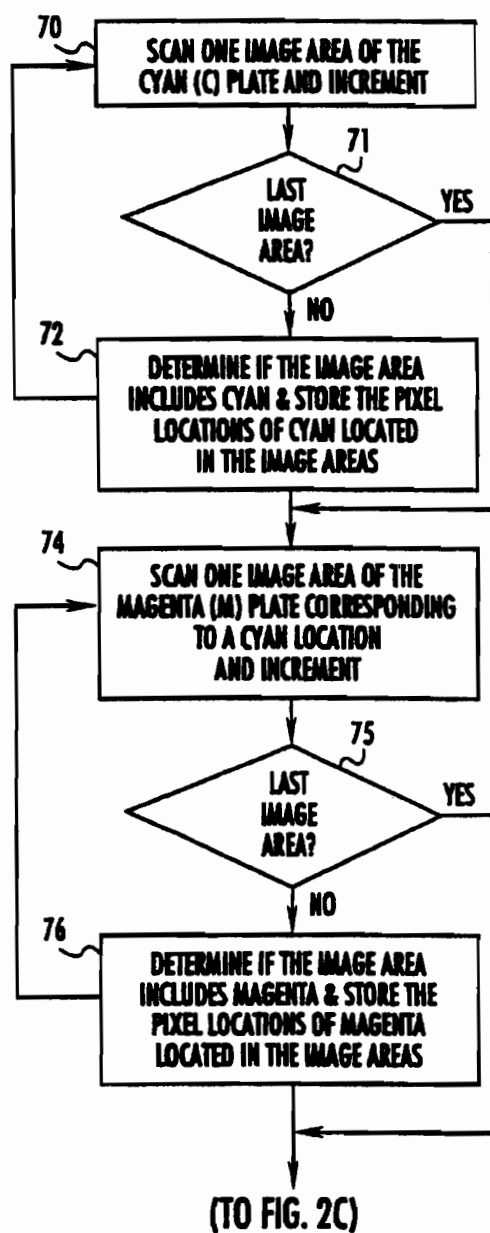 70
SCAN ONE IMAGE AREA OF THE
CYAN (C) PLATE AND INCREMENT
71
LAST
IMAGE
AREA?
YES
NO
72
DETERMINE IF THE IMAGE AREA
INCLUDES CYAN & STORE THE PIXEL
LOCATIONS OF CYAN LOCATED
IN THE IMAGE AREAS
74
SCAN ONE IMAGE AREA OF THE
MAGENTA (M) PLATE CORRESPONDING
TO A CYAN LOCATION
AND INCREMENT
75
LAST
IMAGE
AREA?
YES
NO
76
DETERMINE IF THE IMAGE AREA
INCLUDES MAGENTA & STORE THE
PIXEL LOCATIONS OF MAGENTA
LOCATED IN THE IMAGE AREAS
(TO FIG. 2C)